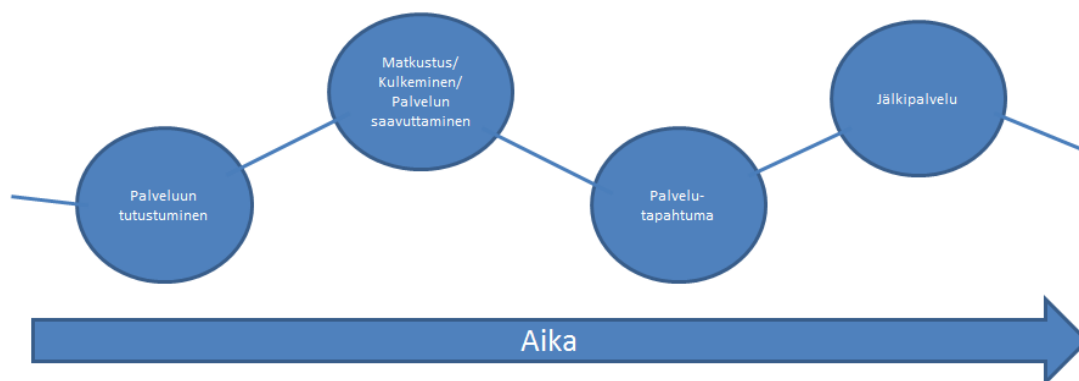 Palveluun
tutustuminen
Matkustus/
Kulkeminen/
Palvelun
saavuttaminen
Palvelu-
tapahtuma
Jälkipalvelu
Aika